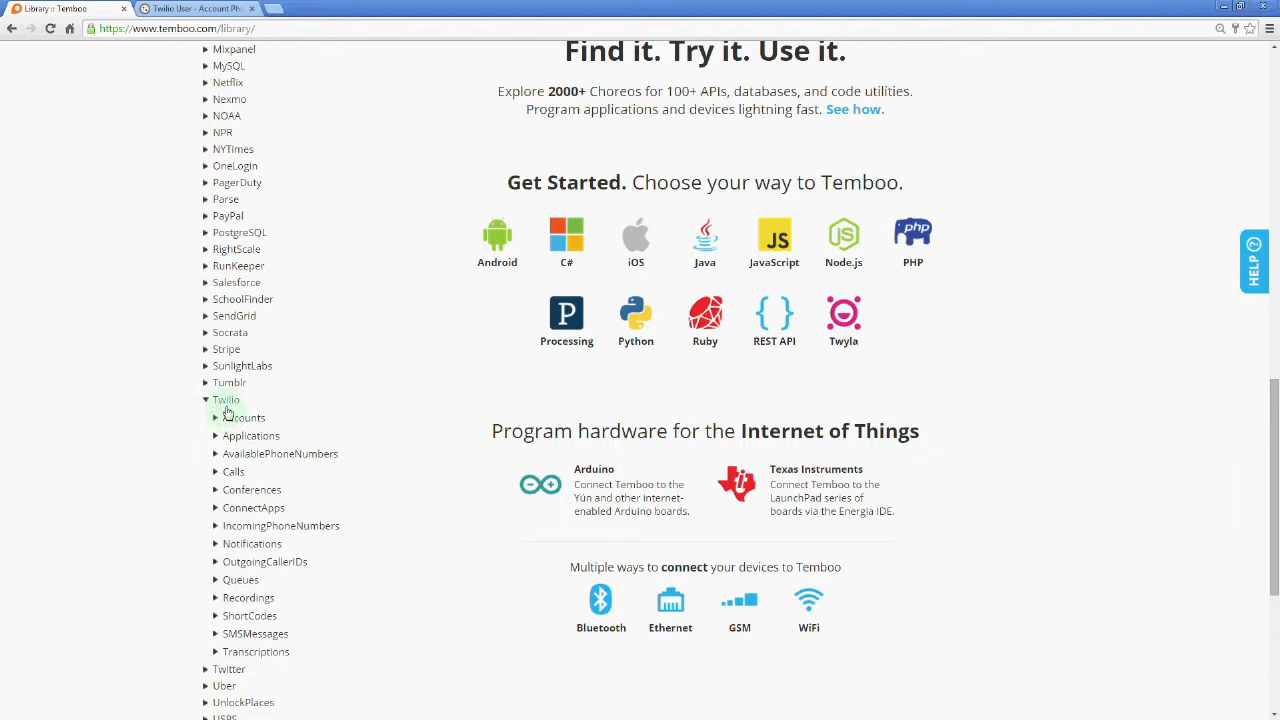 Library :: Temboo
Twilio User - Account Pho
https://www.temboo.com/library/
Mixpanel
MySQL
Netflix
Nexmo
NOAA
NPR
NYTimes
OneLogin
PagerDuty
Parse
PayPal
PostgreSQL
RightScale
RunKeeper
Salesforce
SchoolFinder
SendGrid
Socrata
Stripe
SunlightLabs
Tumblr
Twilio
Accounts
Applications
AvailablePhoneNumbers
Calls
Conferences
ConnectApps
IncomingPhoneNumbers
Notifications
OutgoingCallerIDs
Queues
Recordings
ShortCodes
SMSMessages
Transcriptions
Twitter
Uber
UnlockPlaces
USPS
Find it. Try it. Use it.
Explore 2000+ Choreos for 100+ APIs, databases, and code utilities.
Program applications and devices lightning fast. See how.
Get Started. Choose your way to Temboo.
Android
C#
iOS
Java
JS
JavaScript
Node.js
php
PHP
P
Processing
Python
Ruby
{ }
REST API
Twyla
Program hardware for the Internet of Things
Arduino
Connect Temboo to the
Yún and other internet-
enabled Arduino boards.
Texas Instruments
Connect Temboo to the
LaunchPad series of
boards via the Energia IDE.
Multiple ways to connect your devices to Temboo
Bluetooth
Ethernet
GSM
WiFi
HELP ?